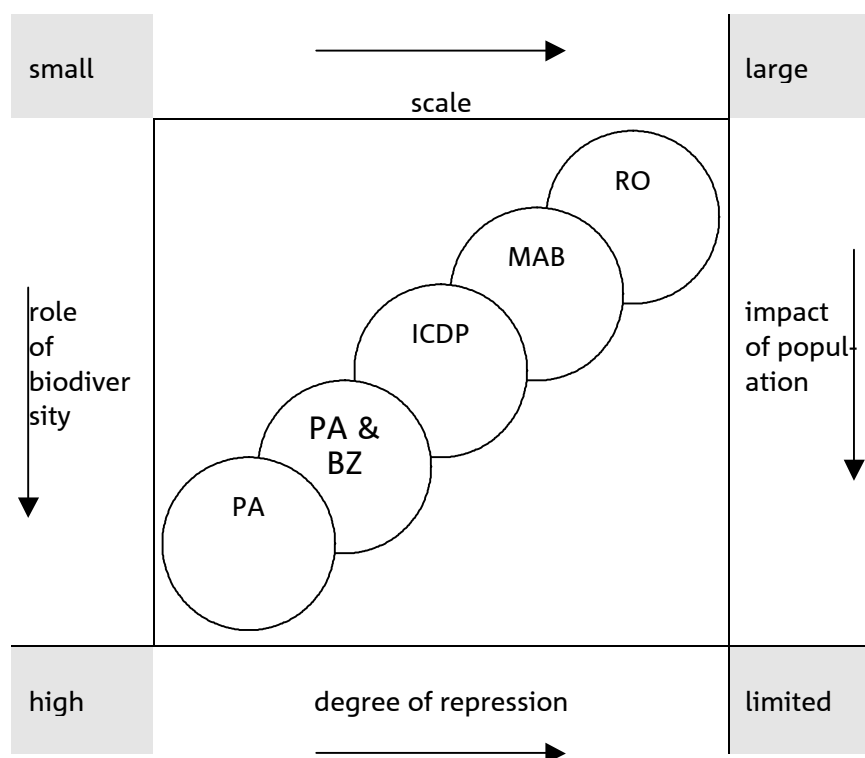 small
large
scale
RO
MAB
ICDP
PA &
BZ
PA
role
of
biodiver
sity
impact
of popul-
ation
high
degree of repression
limited